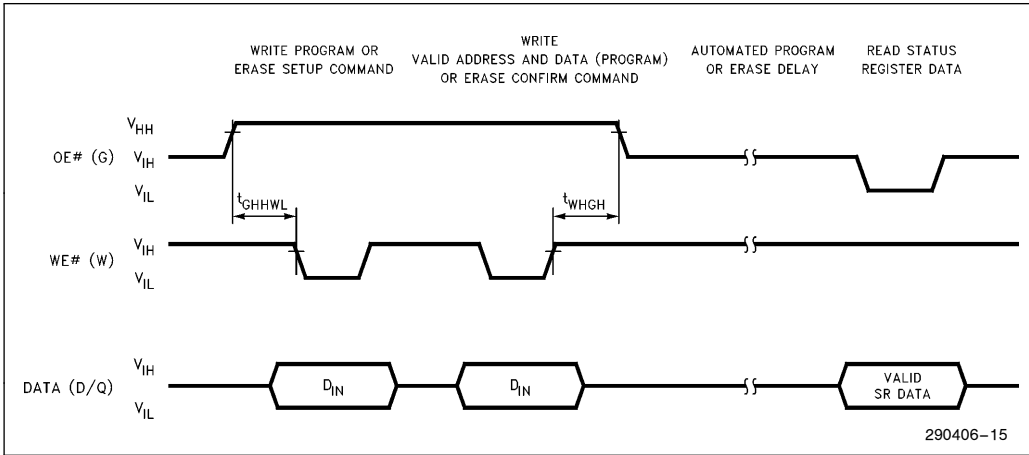 WRITE PROGRAM OR
ERASE SETUP COMMAND
WRITE
VALID ADDRESS AND DATA (PROGRAM)
OR ERASE CONFIRM COMMAND
AUTOMATED PROGRAM
OR ERASE DELAY
READ STATUS
REGISTER DATA
VHH
OE# (G) VIH
VIL
tGHHWL
tWHGH
VIH
WE# (W)
VIL
VIH
DATA (D/Q)
DIN
DIN
VALID
SR DATA
VIL
290406–15